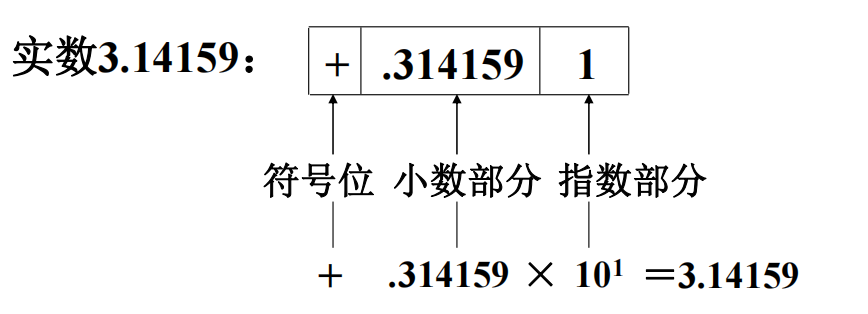 实数3.14159： + .314159 1
符号位 小数部分 指数部分
+ .314159 × 10¹ =3.14159